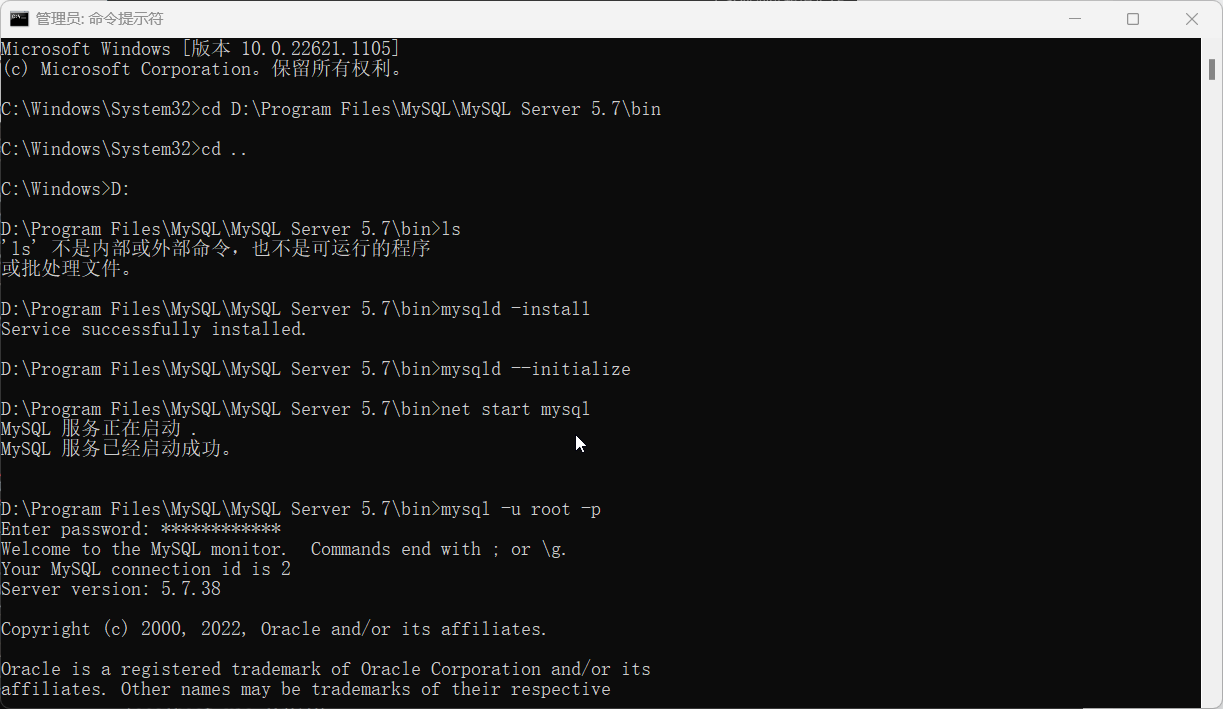 管理员: 命令提示符
Microsoft Windows [版本 10.0.22621.1105]
(c) Microsoft Corporation。保留所有权利。
C:\Windows\System32>cd D:\Program Files\MySQL\MySQL Server 5.7\bin
C:\Windows\System32>cd ..
C:\Windows>D:
D:\Program Files\MySQL\MySQL Server 5.7\bin>ls
'ls' 不是内部或外部命令，也不是可运行的程序
或批处理文件。
D:\Program Files\MySQL\MySQL Server 5.7\bin>mysqld -install
Service successfully installed.
D:\Program Files\MySQL\MySQL Server 5.7\bin>mysqld --initialize
D:\Program Files\MySQL\MySQL Server 5.7\bin>net start mysql
MySQL 服务正在启动 .
MySQL 服务已经启动成功。
D:\Program Files\MySQL\MySQL Server 5.7\bin>mysql -u root -p
Enter password: ************
Welcome to the MySQL monitor.  Commands end with ; or \g.
Your MySQL connection id is 2
Server version: 5.7.38
Copyright (c) 2000, 2022, Oracle and/or its affiliates.
Oracle is a registered trademark of Oracle Corporation and/or its
affiliates. Other names may be trademarks of their respective